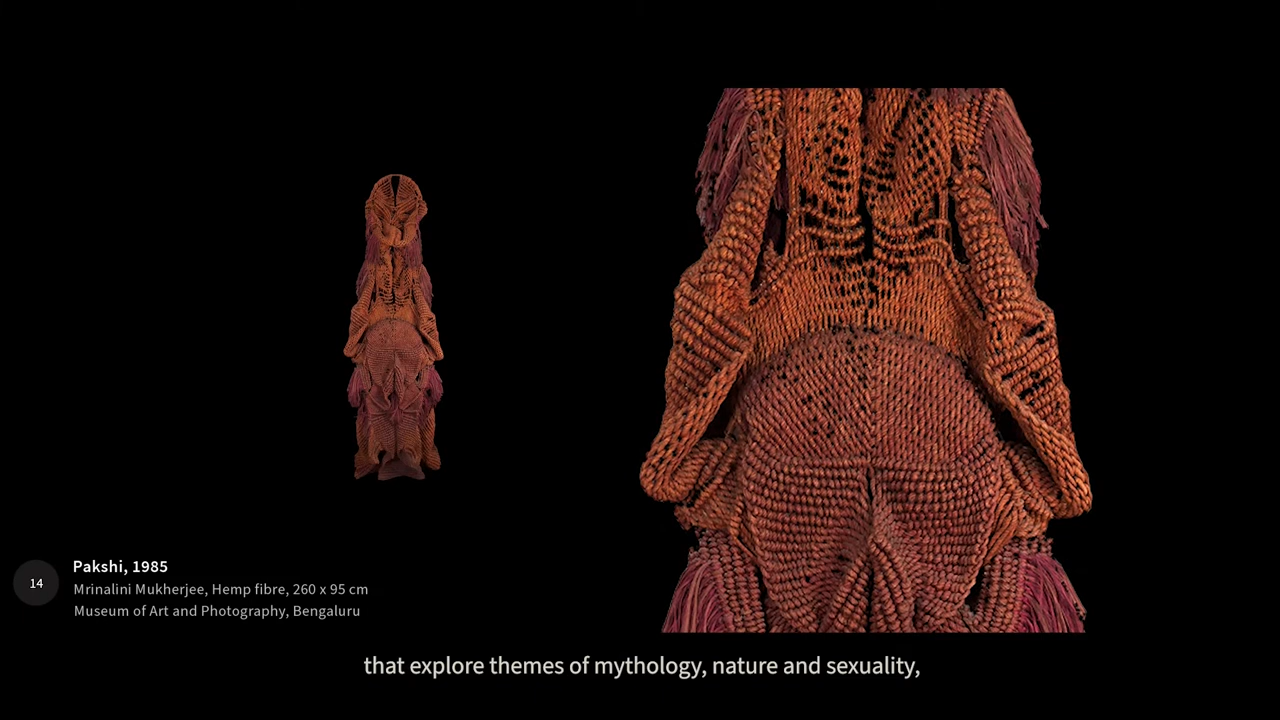 14
Pakshi, 1985
Mrinalini Mukherjee, Hemp fibre, 260 x 95 cm
Museum of Art and Photography, Bengaluru
that explore themes of mythology, nature and sexuality,